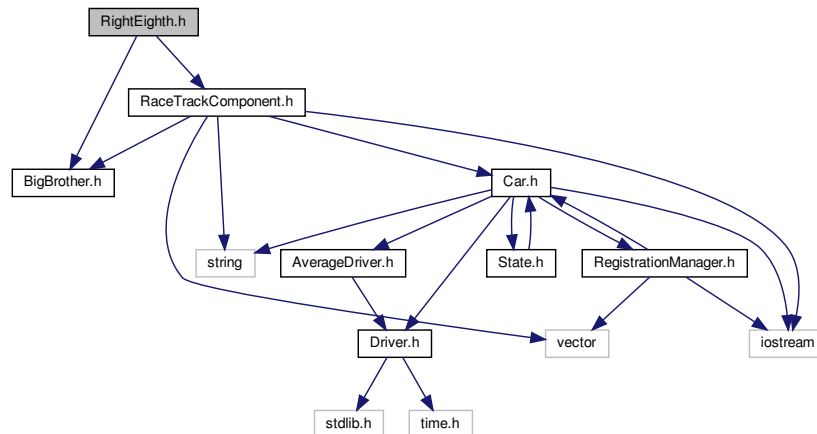 RightEighth.h
RaceTrackComponent.h
BigBrother.h
Car.h
string
AverageDriver.h
State.h
RegistrationManager.h
Driver.h
vector
iostream
stdlib.h
time.h